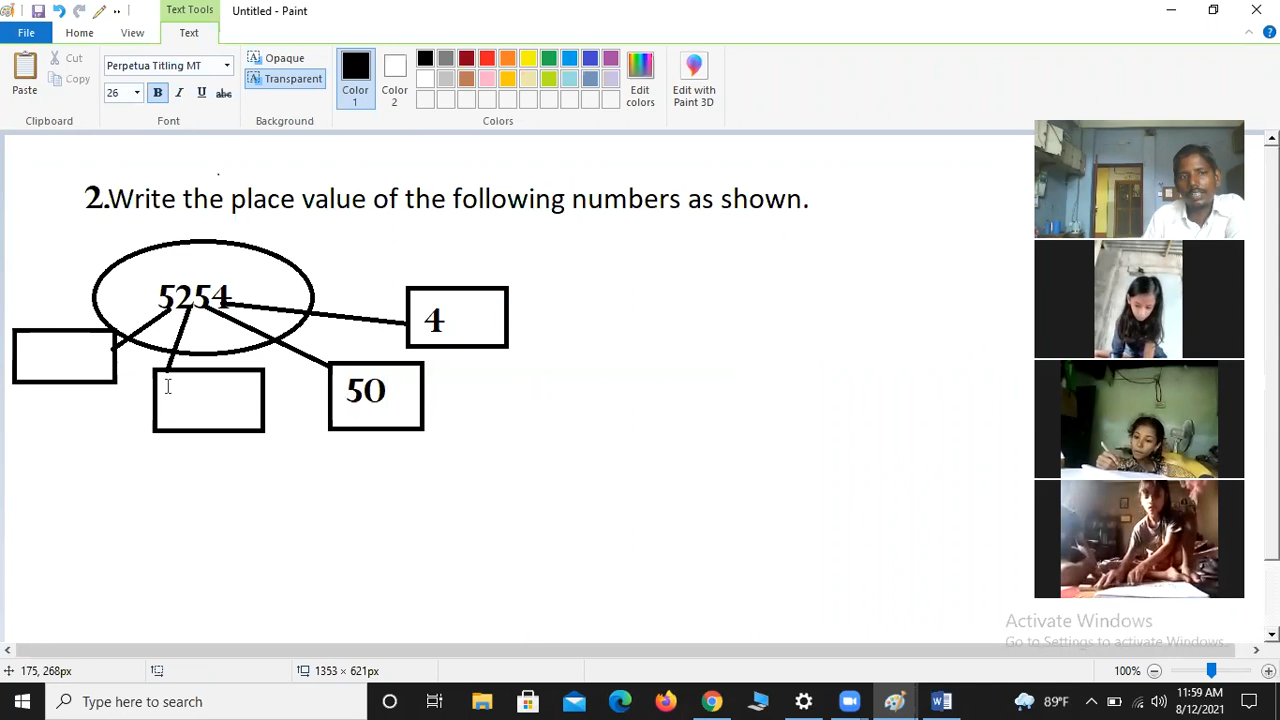 Text Tools
Untitled - Paint
File
Home
View
Text
Paste
Cut
Copy
Perpetua Titling MT
26
B
I
U
abc
Opaque
Transparent
Color 1
Color 2
Edit colors
Edit with Paint 3D
Clipboard
Font
Background
Colors
2.Write the place value of the following numbers as shown.
5254
4
50
Activate Windows
Go to Settings to activate Windows.
175, 268px
1353 × 621px
100%
Type here to search
89°F
11:59 AM
8/12/2021